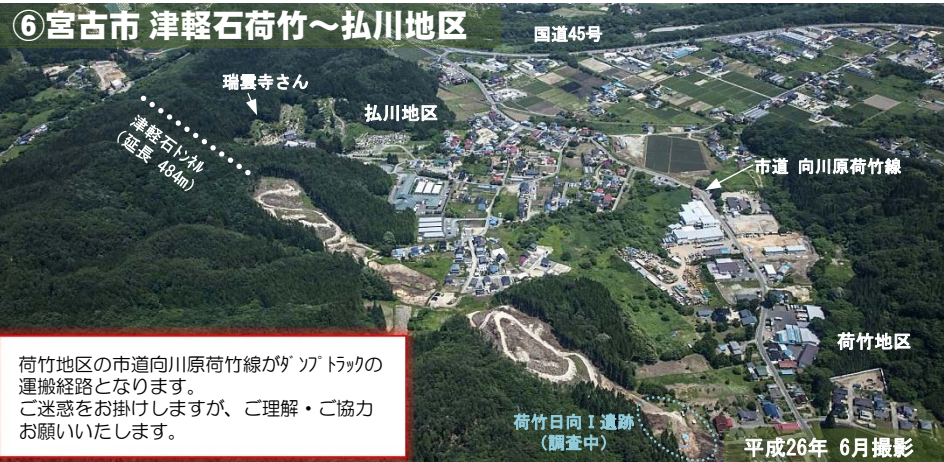 ⑥宮古市 津軽石荷竹～払川地区
国道45号
瑞雲寺さん
払川地区
津軽石ﾄﾝﾈﾙ
(延長 484m)
市道 向川原荷竹線
荷竹地区
荷竹地区の市道向川原荷竹線がﾀﾞﾝﾌﾟﾄﾗｯｸの
運搬経路となります。
ご迷惑をお掛けしますが、ご理解・ご協力
お願いいたします。
荷竹日向Ⅰ遺跡
(調査中)
平成26年 6月撮影